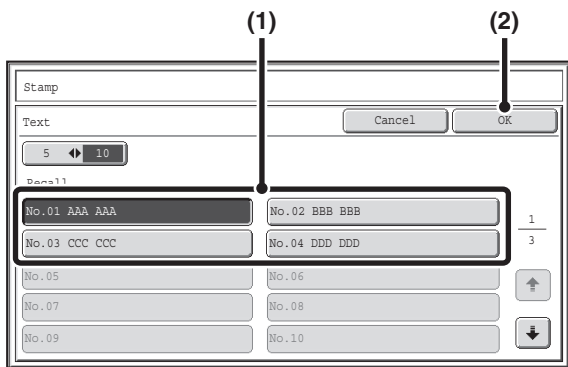 (1) (2)
Stamp
Text Cancel OK
5 10
Recall
No.01 AAA AAA No.02 BBB BBB
1
No.03 CCC CCC No.04 DDD DDD
3
No.05 No.06
No.07 No.08
No.09 No.10